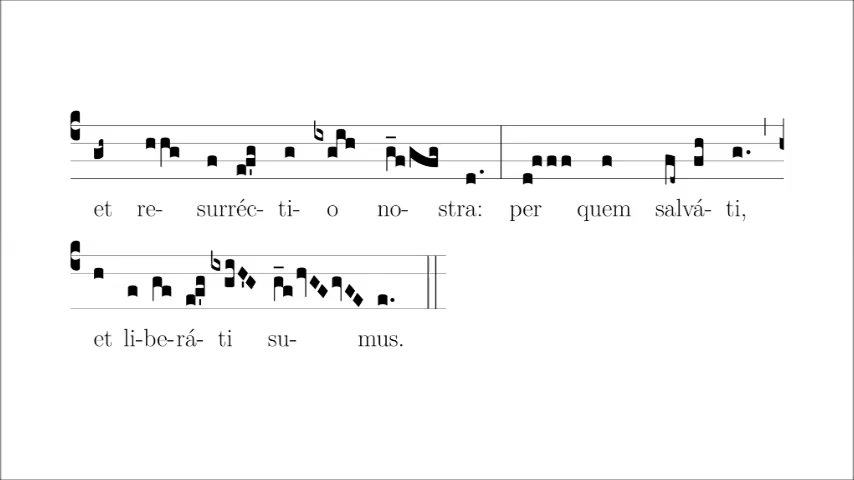 et re- surréc- ti- o no- stra: per quem salvá- ti,
et li-be-rá- ti su- mus.